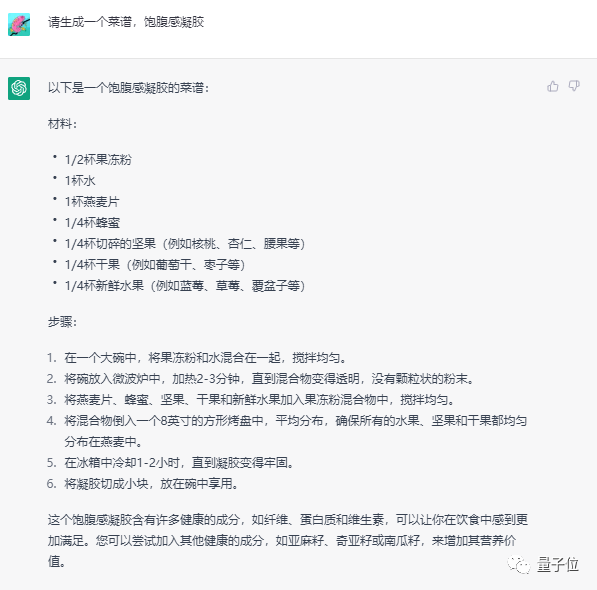 请生成一个菜谱，饱腹感凝胶
以下是一个饱腹感凝胶的菜谱：
材料：
• 1/2杯果冻粉
• 1杯水
• 1杯燕麦片
• 1/4杯蜂蜜
• 1/4杯切碎的坚果（例如核桃、杏仁、腰果等）
• 1/4杯干果（例如葡萄干、枣子等）
• 1/4杯新鲜水果（例如蓝莓、草莓、覆盆子等）
步骤：
1. 在一个大碗中，将果冻粉和水混合在一起，搅拌均匀。
2. 将碗放入微波炉中，加热2-3分钟，直到混合物变得透明，没有颗粒状的粉末。
3. 将燕麦片、蜂蜜、坚果、干果和新鲜水果加入果冻粉混合物中，搅拌均匀。
4. 将混合物倒入一个8英寸的方形烤盘中，平均分布，确保所有的水果、坚果和干果都均匀
分布在燕麦中。
5. 在冰箱中冷却1-2小时，直到凝胶变得牢固。
6. 将凝胶切成小块，放在碗中享用。
这个饱腹感凝胶含有许多健康的成分，如纤维、蛋白质和维生素，可以让你在饮食中感到更
加满足。您可以尝试加入其他健康的成分，如亚麻籽、奇亚籽或南瓜籽，来增加其营养价
值。
量子位